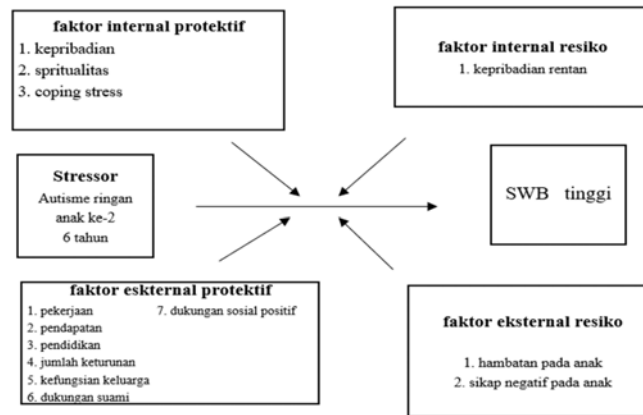 faktor internal protektif
1. kepribadian
2. spritualitas
3. coping stress
faktor internal resiko
1. kepribadian rentan
Stressor
Autisme ringan
anak ke-2
6 tahun
SWB tinggi
faktor eskternal protektif
1. pekerjaan 7. dukungan sosial positif
2. pendapatan
3. pendidikan
4. jumlah keturunan
5. kefungsian keluarga
6. dukungan suami
faktor eksternal resiko
1. hambatan pada anak
2. sikap negatif pada anak